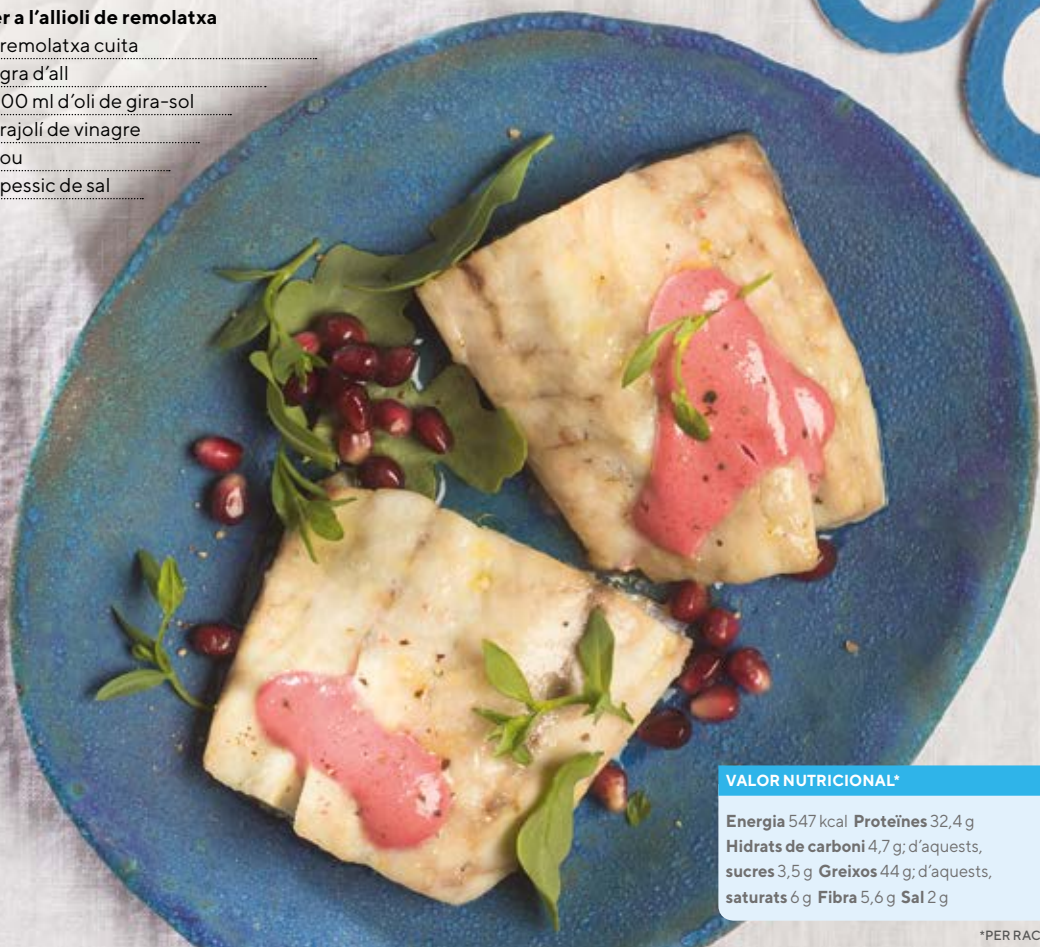 er a l’allioli de remolatxa
remolatxa cuita
gra d’all
00 ml d’oli de gira-sol
rajolí de vinagre
ou
pessic de sal
VALOR NUTRICIONAL*
Energia 547 kcal Proteïnes 32,4 g
Hidrats de carboni 4,7 g; d’aquests,
sucres 3,5 g Greixos 44 g; d’aquests,
saturats 6 g Fibra 5,6 g Sal 2 g
*PER RAC